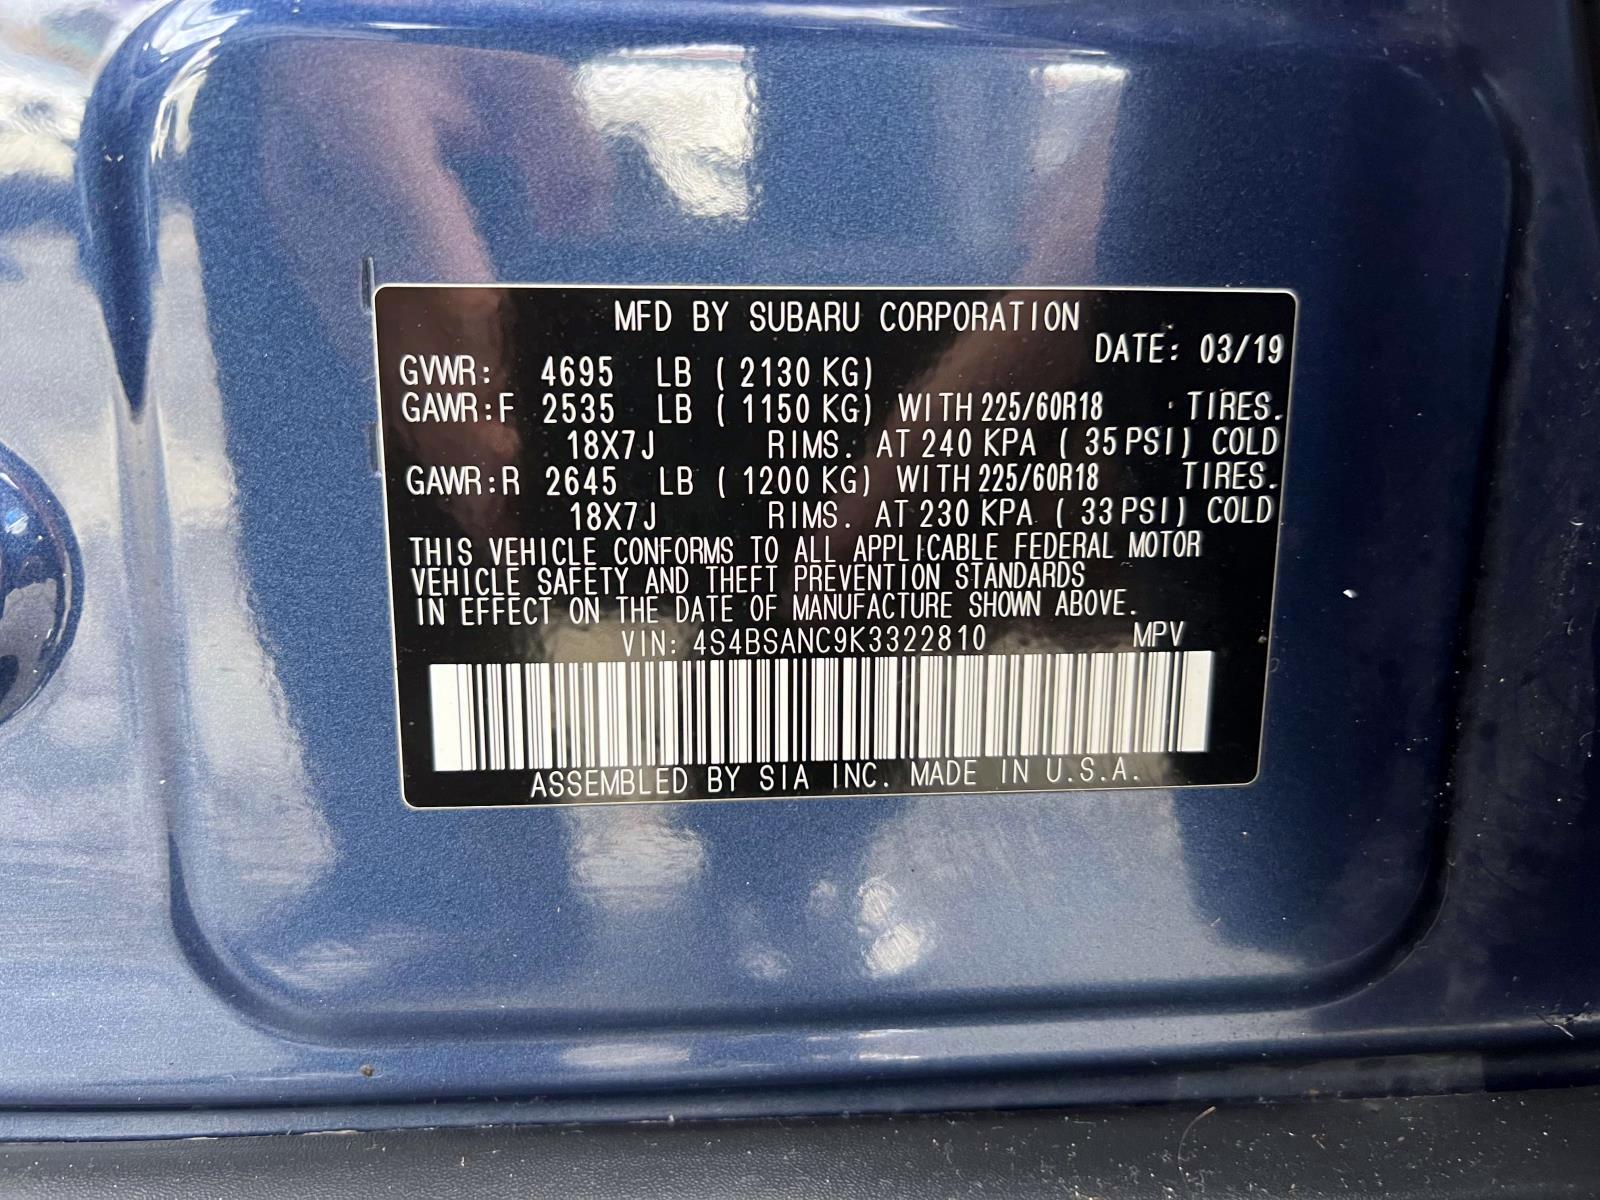 MFD BY SUBARU CORPORATION
DATE: 03/19
GVWR: 4695 LB ( 2130 KG)
GAWR:F 2535 LB ( 1150 KG) WITH 225/60R18 TIRES.
18X7J RIMS. AT 240 KPA ( 35 PSI) COLD
GAWR:R 2645 LB ( 1200 KG) WITH 225/60R18 TIRES.
18X7J RIMS. AT 230 KPA ( 33 PSI) COLD
THIS VEHICLE CONFORMS TO ALL APPLICABLE FEDERAL MOTOR
VEHICLE SAFETY AND THEFT PREVENTION STANDARDS
IN EFFECT ON THE DATE OF MANUFACTURE SHOWN ABOVE.
VIN: 4S4BSANC9K3322810 MPV
ASSEMBLED BY SIA INC. MADE IN U.S.A.